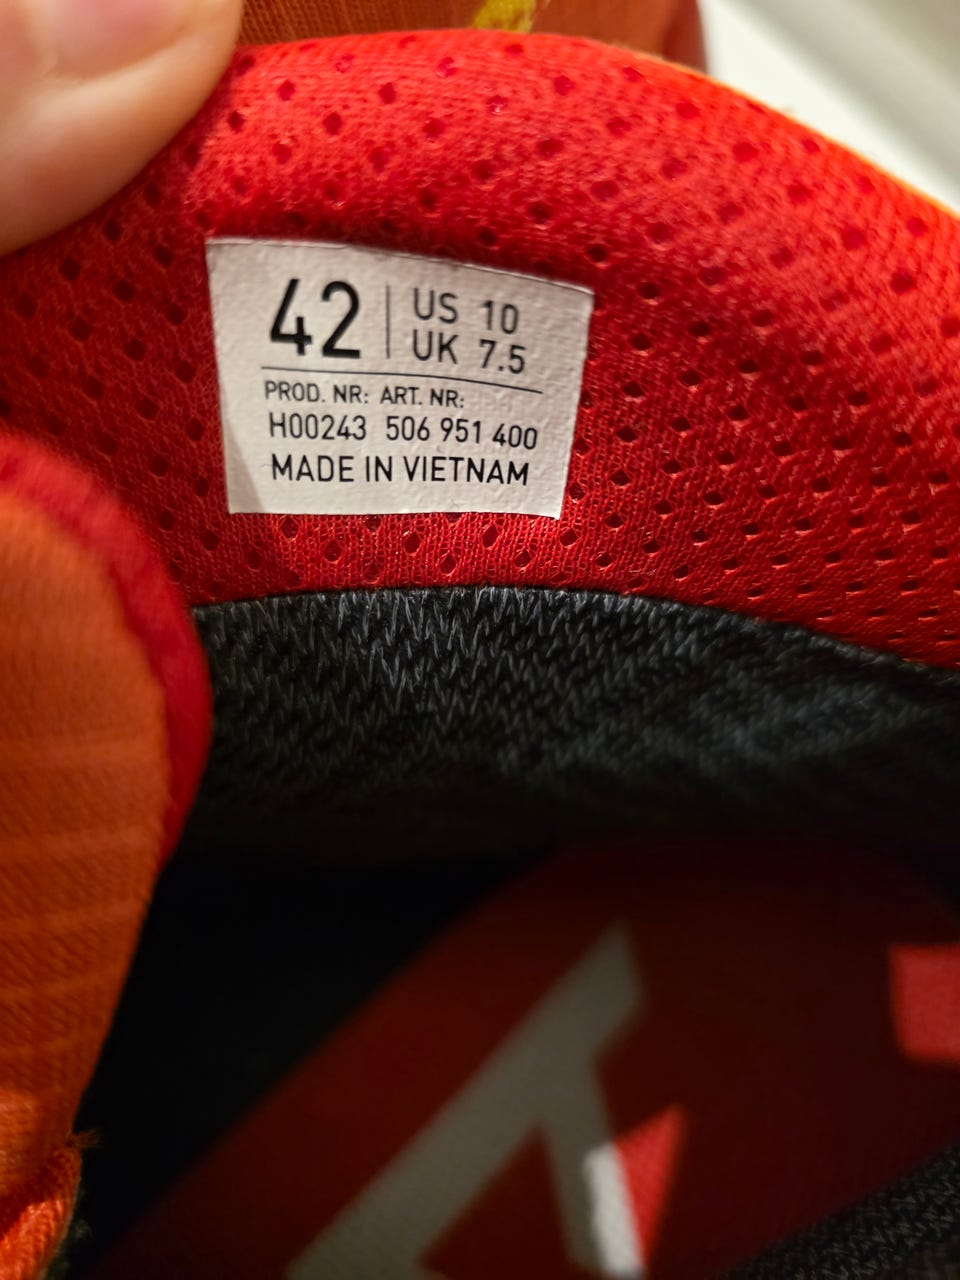 42
US 10
UK 7.5
PROD. NR: ART. NR:
H00243 506 951 400
MADE IN VIETNAM